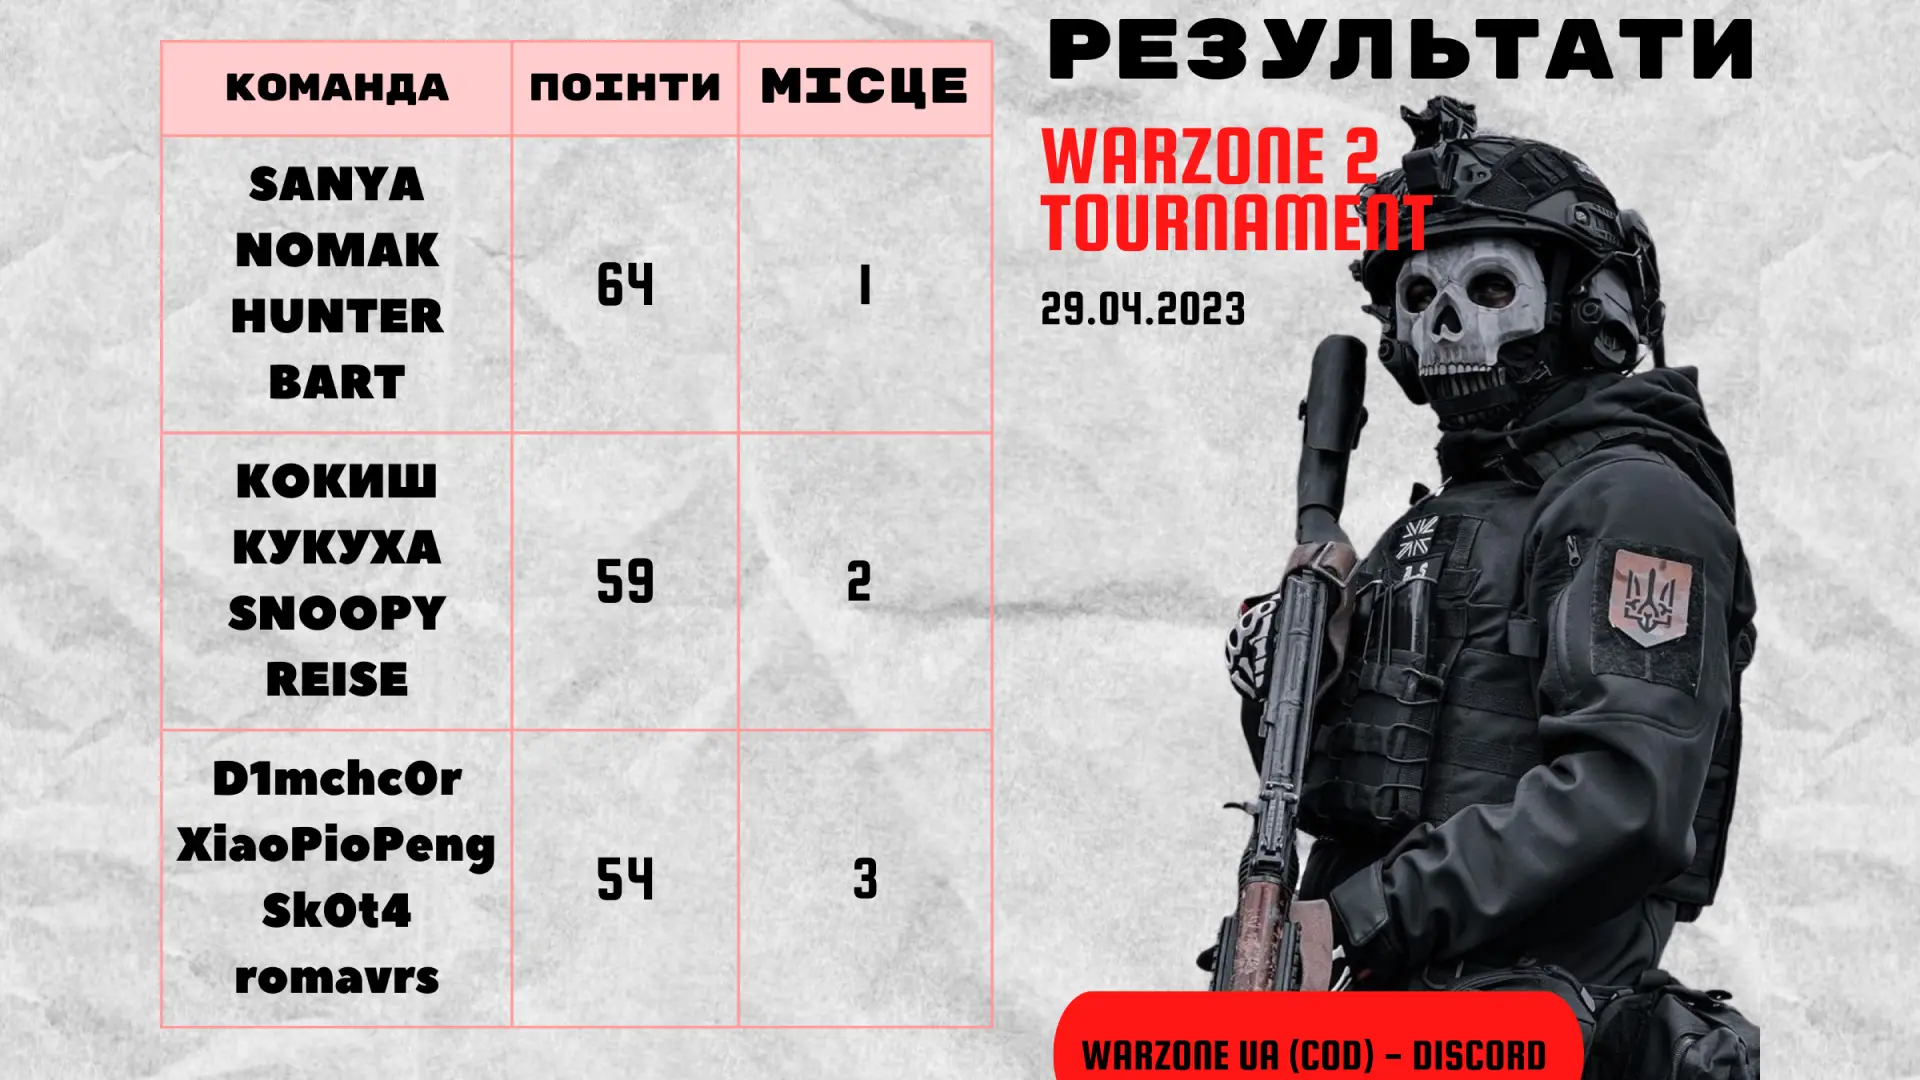 КОМАНДА ПОІНТИ МІСЦЕ
SANYA
NOMAK
HUNTER
BART
64 1
КОКИШ
КУКУХА
SNOOPY
REISE
59 2
D1mchc0r
XiaoPioPeng
Sk0t4
romavrs
54 3
РЕЗУЛЬТАТИ
WARZONE 2
TOURNAMENT
29.04.2023
WARZONE UA (COD) - DISCORD